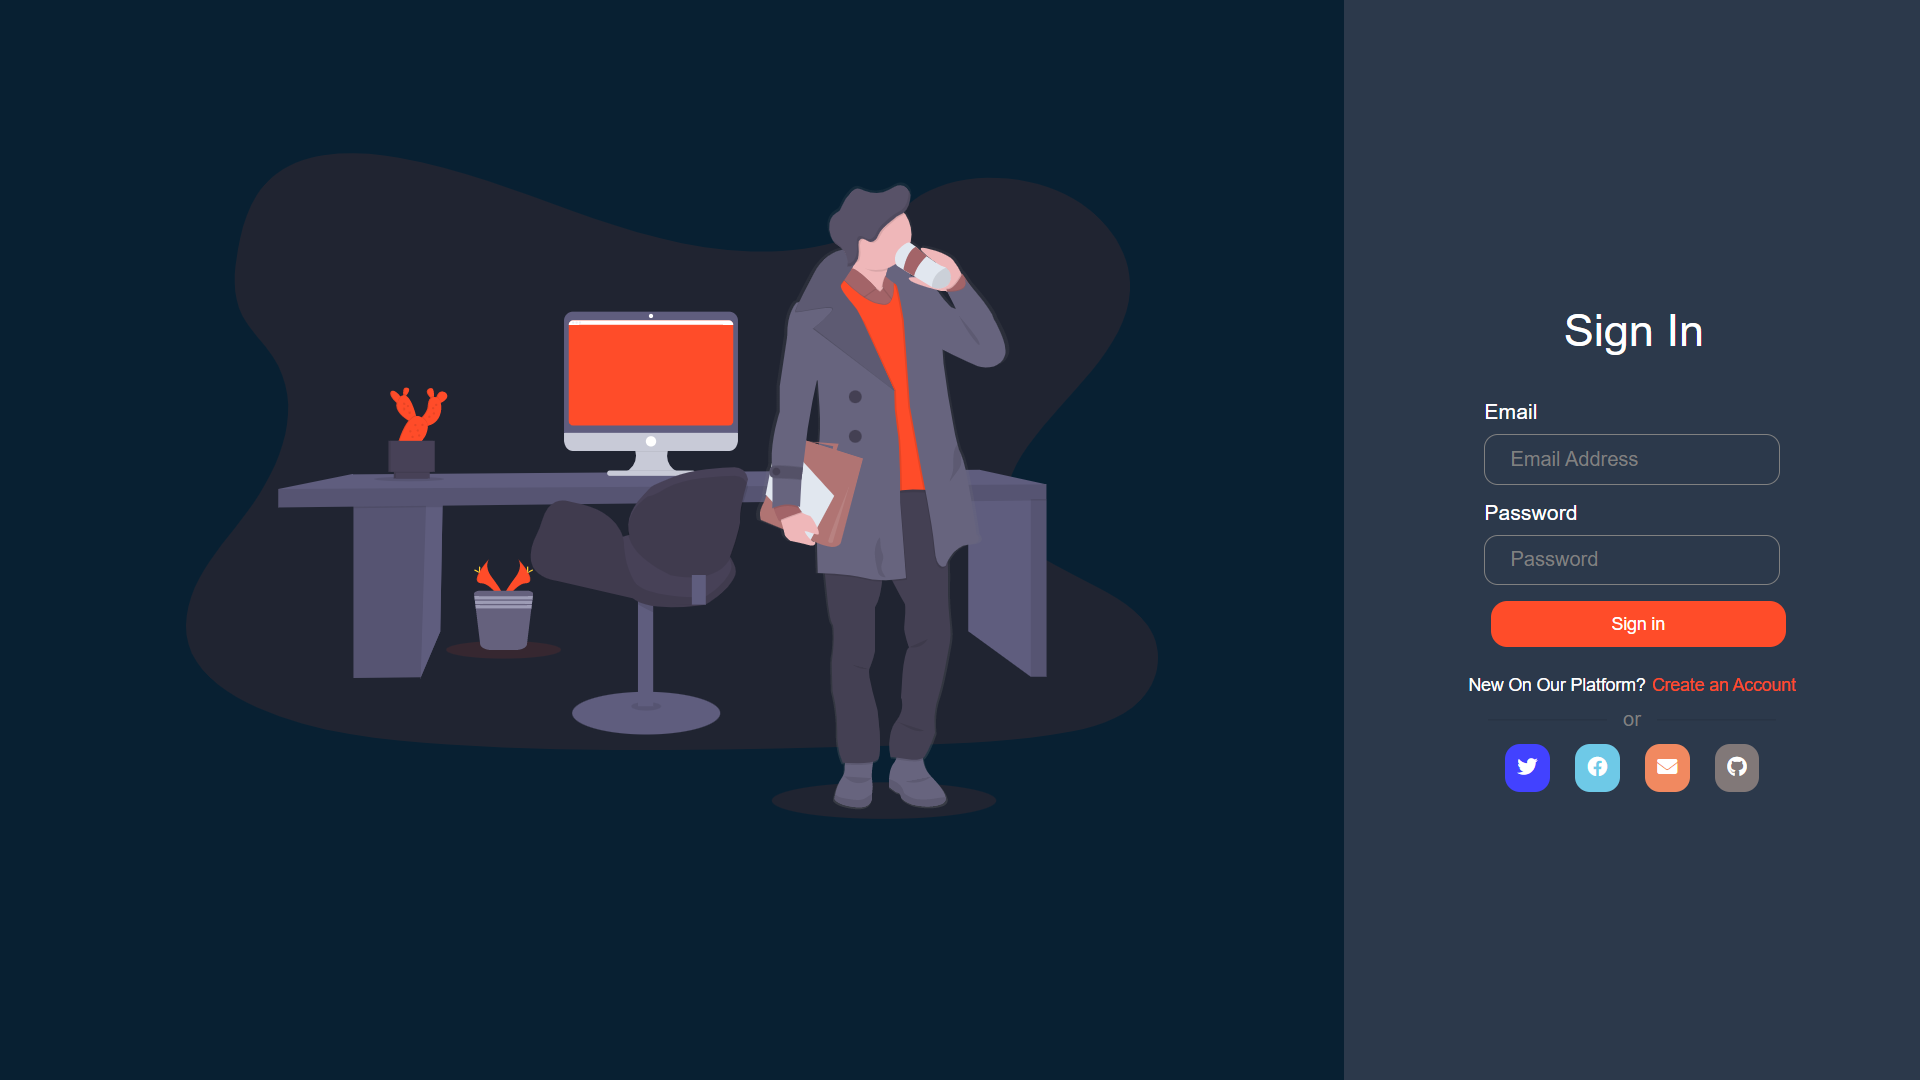 Sign In
Email
Email Address
Password
Password
Sign in
New On Our Platform? Create an Account
or